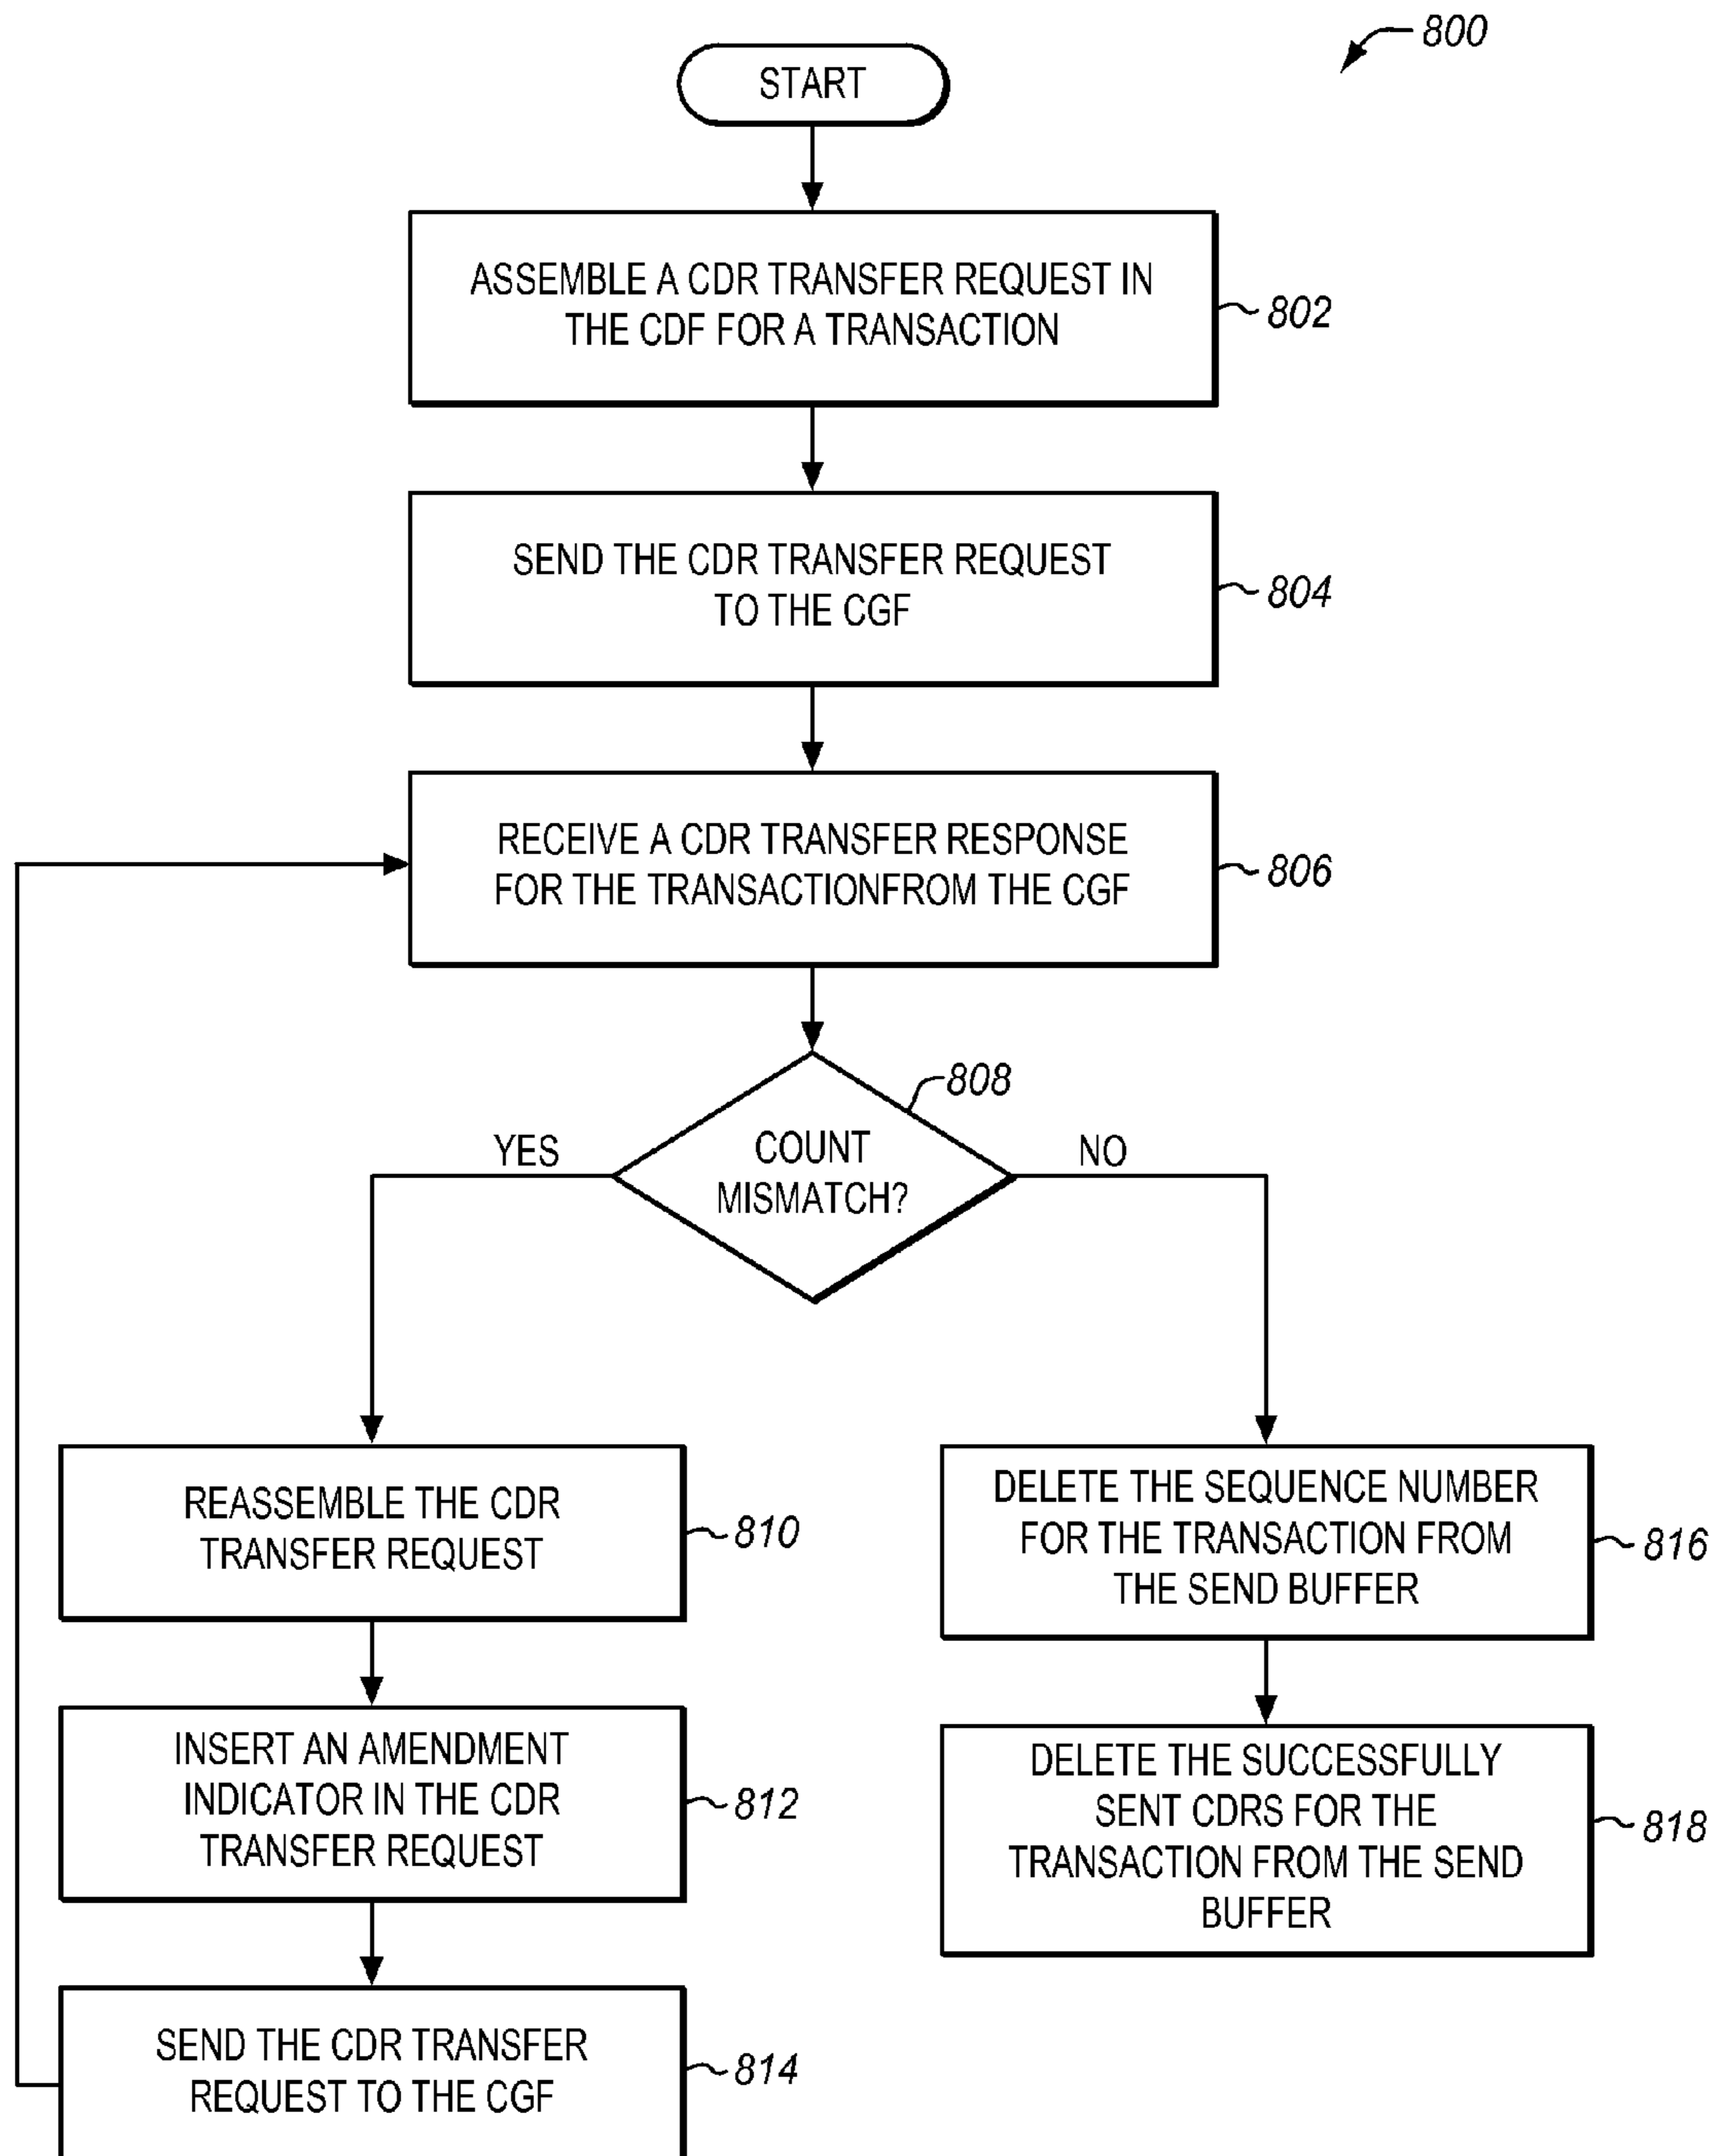 800
START
ASSEMBLE A CDR TRANSFER REQUEST IN
THE CDF FOR A TRANSACTION
802
SEND THE CDR TRANSFER REQUEST
TO THE CGF
804
RECEIVE A CDR TRANSFER RESPONSE
FOR THE TRANSACTIONFROM THE CGF
806
808
YES
COUNT
MISMATCH?
NO
REASSEMBLE THE CDR
TRANSFER REQUEST
810
DELETE THE SEQUENCE NUMBER
FOR THE TRANSACTION FROM
THE SEND BUFFER
816
INSERT AN AMENDMENT
INDICATOR IN THE CDR
TRANSFER REQUEST
812
DELETE THE SUCCESSFULLY
SENT CDRS FOR THE
TRANSACTION FROM THE SEND
BUFFER
818
SEND THE CDR TRANSFER
REQUEST TO THE CGF
814